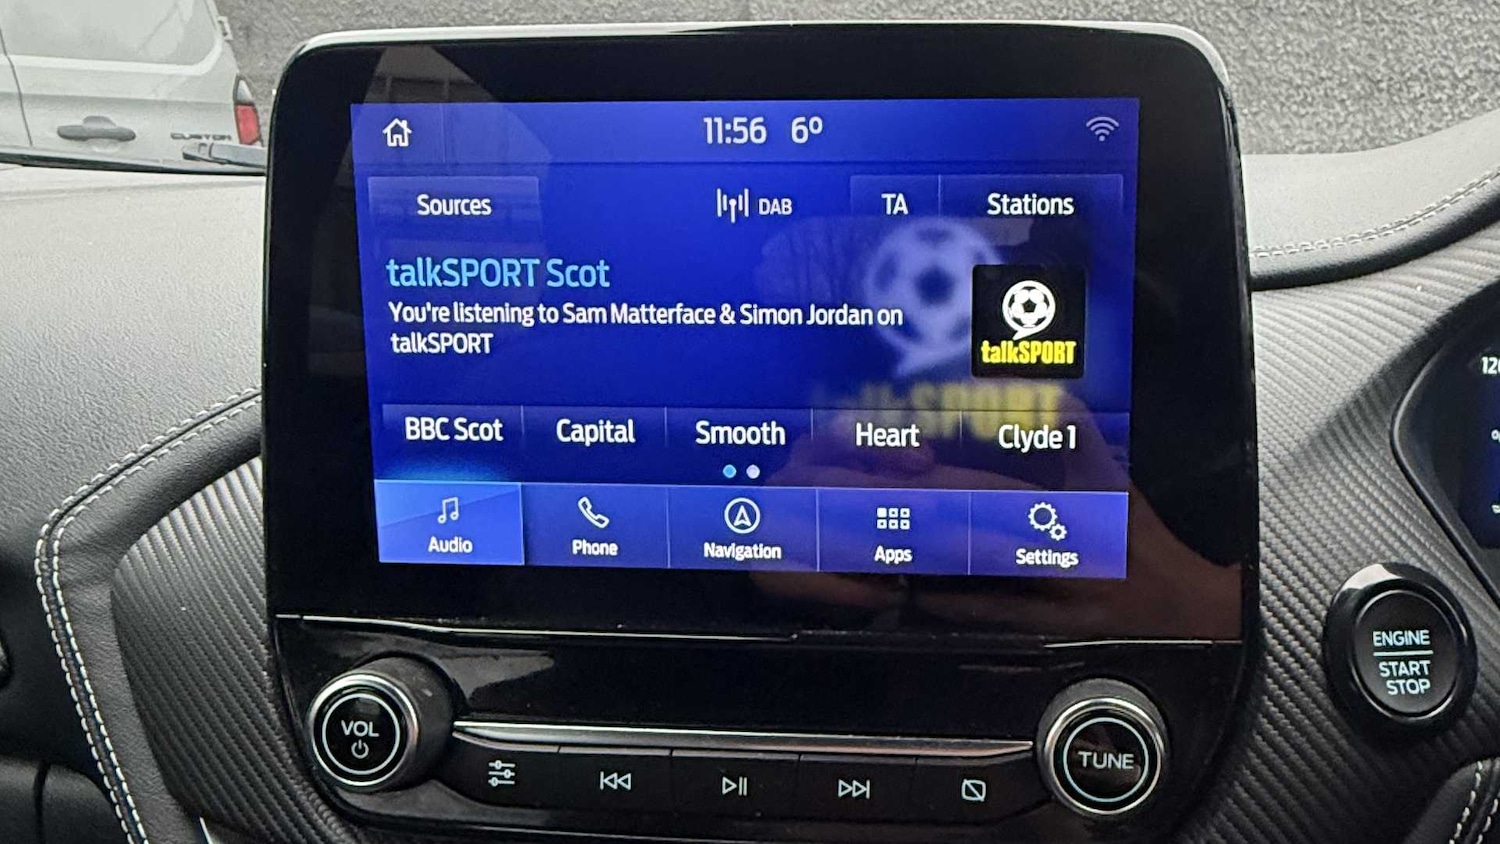 CUSTOM
11:56 6°
Sources
DAB
TA
Stations
talkSPORT Scot
You're listening to Sam Matterface & Simon Jordan on
talkSPORT
talkSPORT
BBC Scot
Capital
Smooth
Heart
Clyde 1
Audio
Phone
Navigation
Apps
Settings
VOL
TUNE
ENGINE
START
STOP